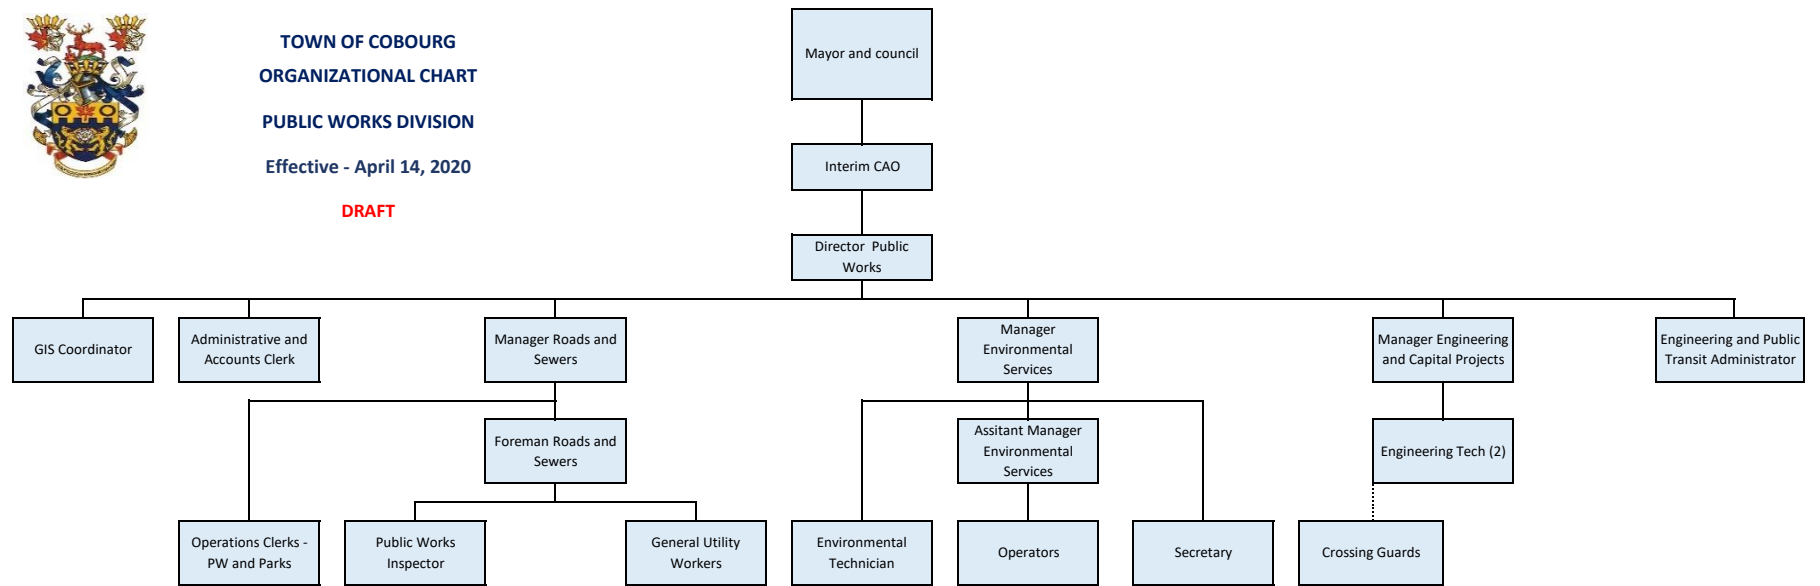 TOWN OF COBOURG
ORGANIZATIONAL CHART
PUBLIC WORKS DIVISION
Effective - April 14, 2020
DRAFT
Mayor and council
Interim CAO
Director  Public
Works
GIS Coordinator
Administrative and
Accounts Clerk
Manager Roads and
Sewers
Manager
Environmental
Services
Manager Engineering
and Capital Projects
Engineering and Public
Transit Administrator
Foreman Roads and
Sewers
Assitant Manager
Environmental
Services
Engineering Tech (2)
Operations Clerks -
PW and Parks
Public Works
Inspector
General Utility
Workers
Environmental
Technician
Operators
Secretary
Crossing Guards